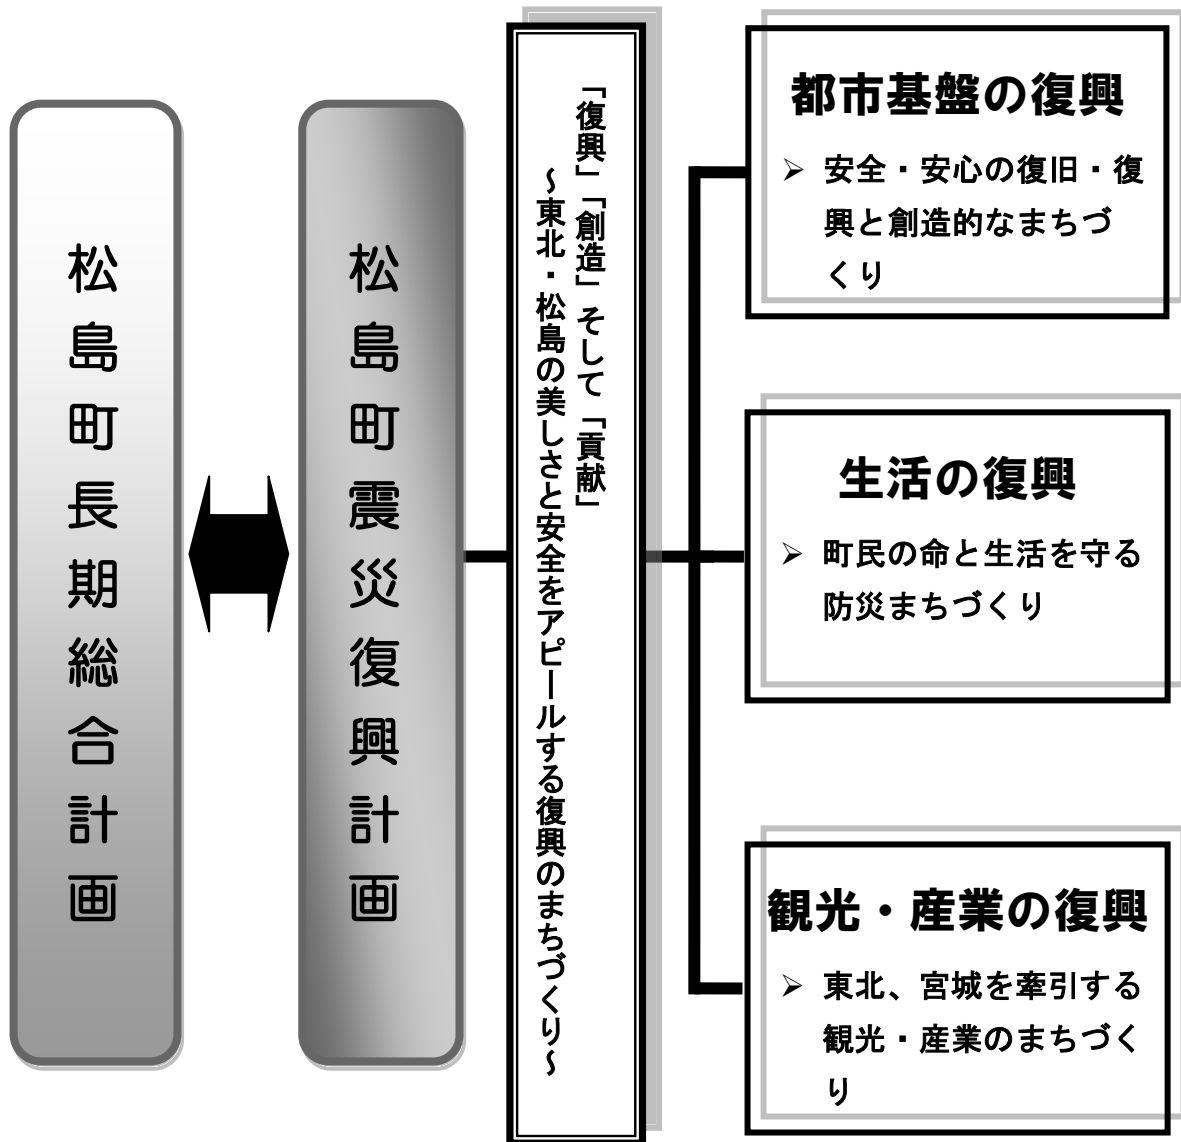 松島町長期総合計画
松島町震災復興計画
「復興」「創造」そして「貢献」
～東北・松島の美しさと安全をアピールする復興のまちづくり～
都市基盤の復興
➢ 安全・安心の復旧・復
興と創造的なまちづ
くり
生活の復興
➢ 町民の命と生活を守る
防災まちづくり
観光・産業の復興
➢ 東北、宮城を牽引する
観光・産業のまちづく
り